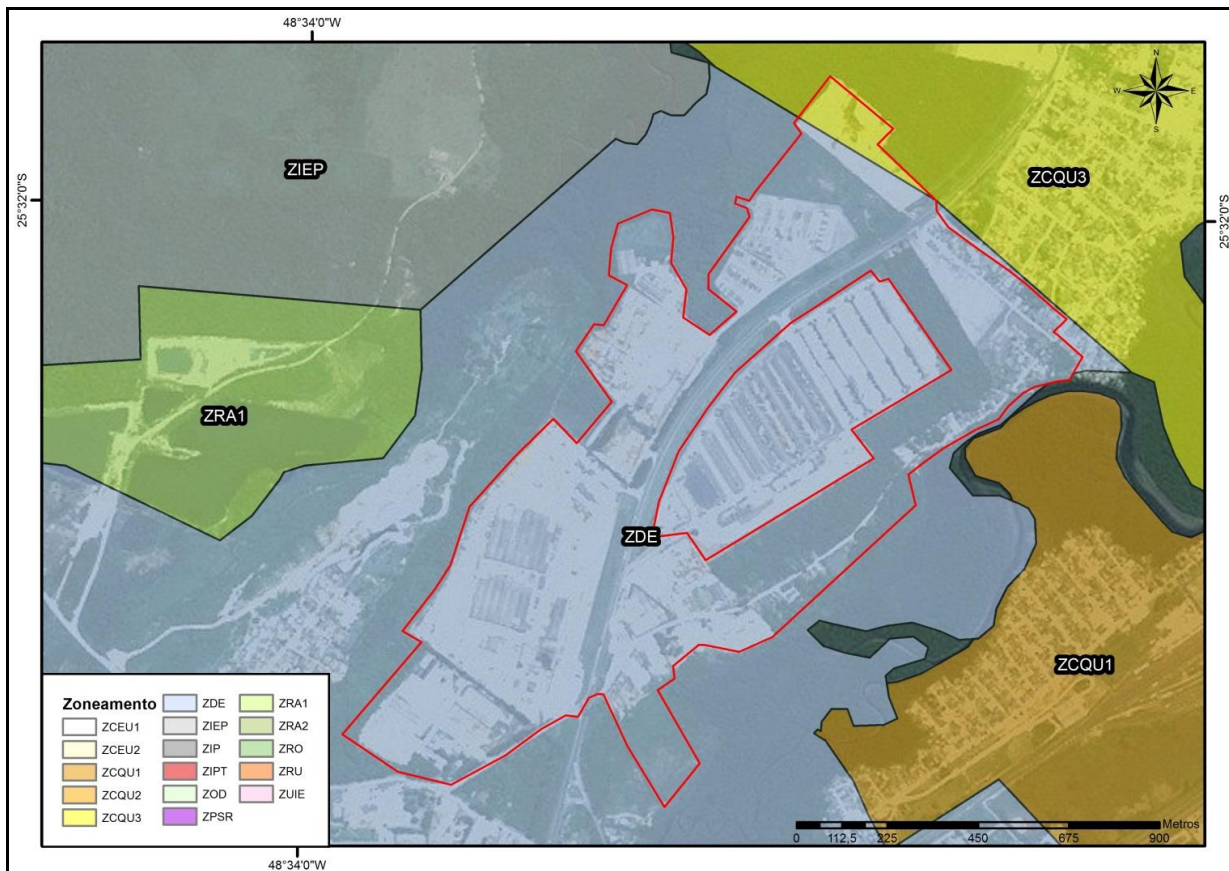 48°34'0"W
N
W
E
S
ZIEP
ZCQU3
25°32'0"S
25°32'0"S
ZRA1
ZDE
ZCQU1
Zoneamento
ZCEU1
ZCEU2
ZCQU1
ZCQU2
ZCQU3
ZDE
ZIEP
ZIP
ZIPT
ZOD
ZPSR
ZRA1
ZRA2
ZRO
ZRU
ZUIE
Metros
0 112,5 225 450 675 900
48°34'0"W